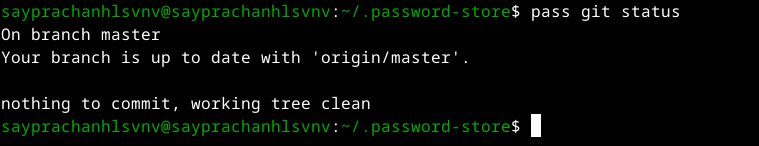 sayprachanhlsvnv@sayprachanhlsvnv:~/.password-store$ pass git status
On branch master
Your branch is up to date with 'origin/master'.
nothing to commit, working tree clean
sayprachanhlsvnv@sayprachanhlsvnv:~/.password-store$